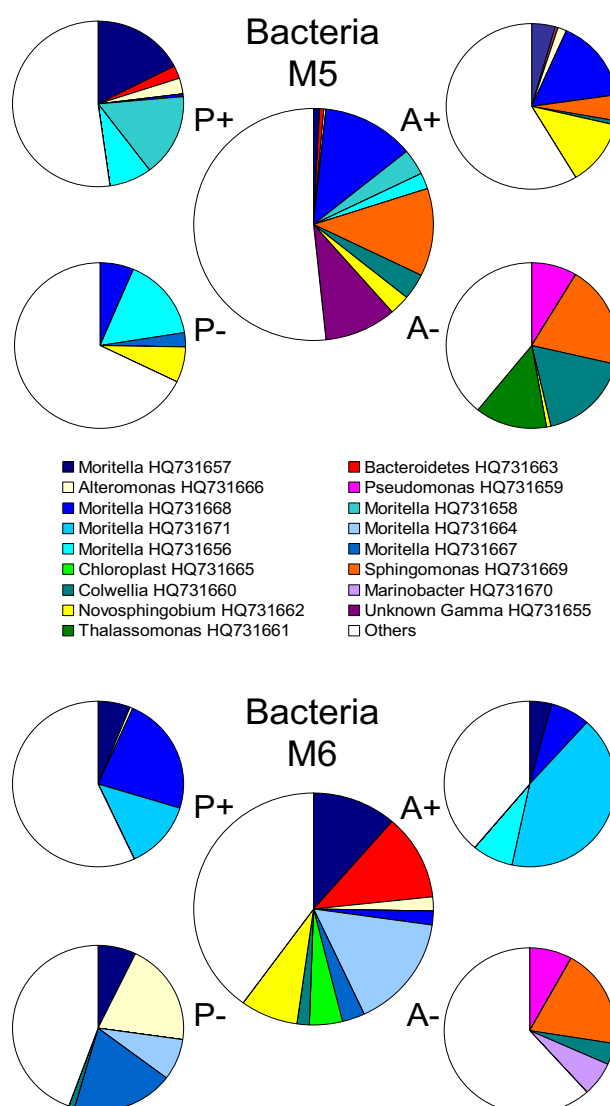 Bacteria
M5
P+
A+
P-
A-
Moritella HQ731657
Bacteroidetes HQ731663
Alteromonas HQ731666
Pseudomonas HQ731659
Moritella HQ731668
Moritella HQ731658
Moritella HQ731671
Moritella HQ731664
Moritella HQ731656
Moritella HQ731667
Chloroplast HQ731665
Sphingomonas HQ731669
Colwellia HQ731660
Marinobacter HQ731670
Novosphingobium HQ731662
Unknown Gamma HQ731655
Thalassomonas HQ731661
Others
Bacteria
M6
P+
A+
P-
A-